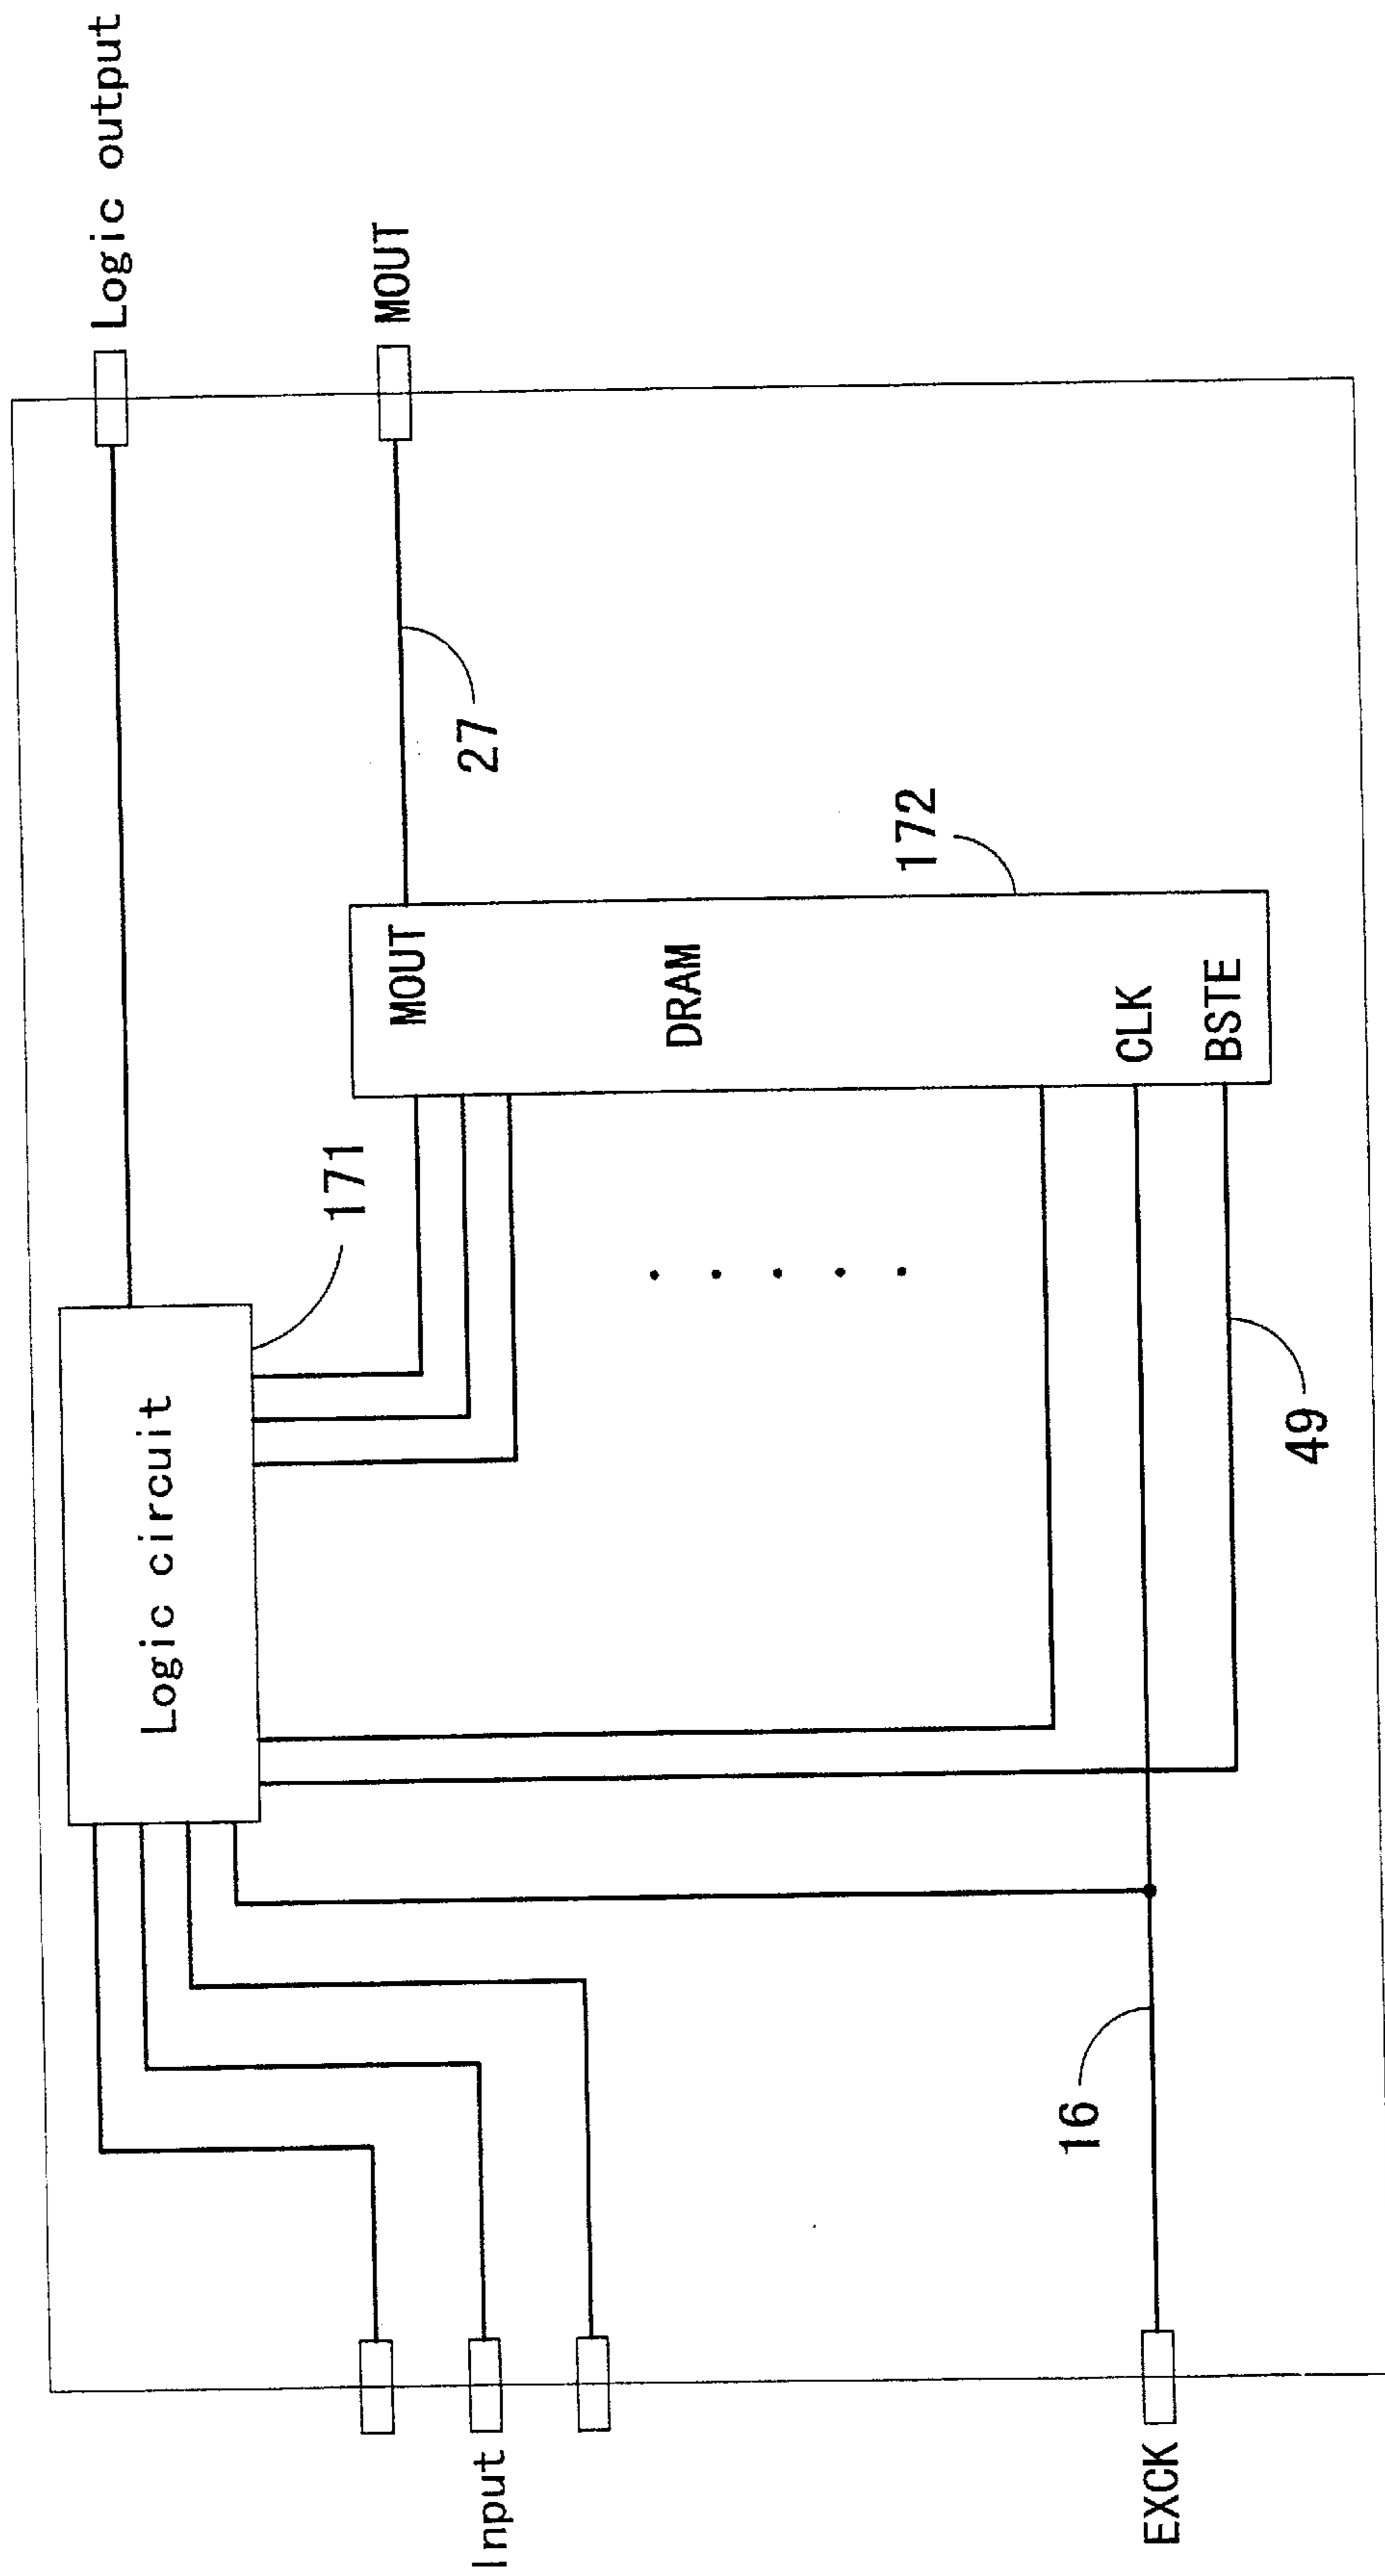 Logic output
MOUT
27
172
MOUT
DRAM
CLK
BSTE
171
Logic circuit
49
16
Input
EXCK